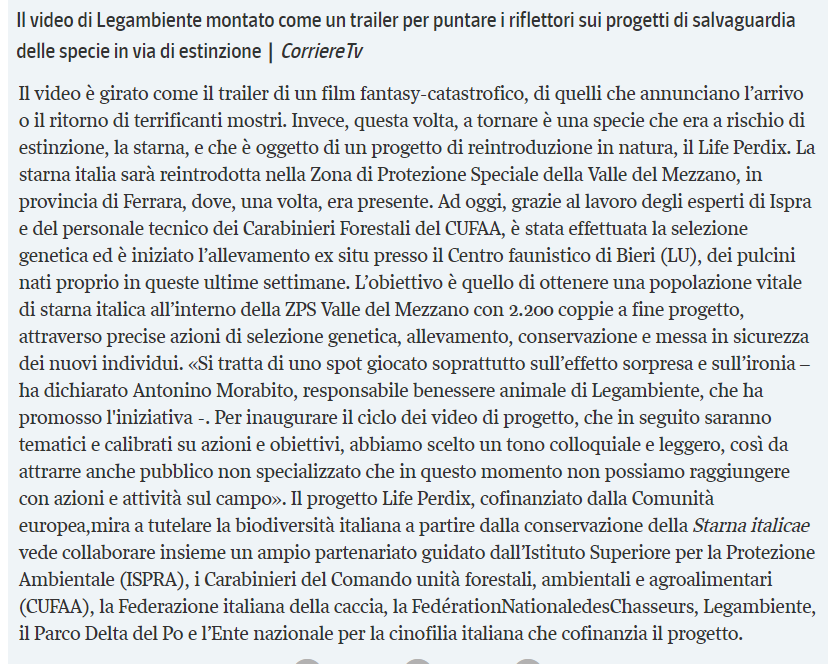 Il video di Legambiente montato come un trailer per puntare i riflettori sui progetti di salvaguardia
delle specie in via di estinzione | CorriereTv
Il video è girato come il trailer di un film fantasy-catastrofico, di quelli che annunciano l’arrivo
o il ritorno di terrificanti mostri. Invece, questa volta, a tornare è una specie che era a rischio di
estinzione, la starna, e che è oggetto di un progetto di reintroduzione in natura, il Life Perdix. La
starna italia sarà reintrodotta nella Zona di Protezione Speciale della Valle del Mezzano, in
provincia di Ferrara, dove, una volta, era presente. Ad oggi, grazie al lavoro degli esperti di Ispra
e del personale tecnico dei Carabinieri Forestali del CUFAA, è stata effettuata la selezione
genetica ed è iniziato l’allevamento ex situ presso il Centro faunistico di Bieri (LU), dei pulcini
nati proprio in queste ultime settimane. L’obiettivo è quello di ottenere una popolazione vitale
di starna italica all’interno della ZPS Valle del Mezzano con 2.200 coppie a fine progetto,
attraverso precise azioni di selezione genetica, allevamento, conservazione e messa in sicurezza
dei nuovi individui. «Si tratta di uno spot giocato soprattutto sull’effetto sorpresa e sull’ironia –
ha dichiarato Antonino Morabito, responsabile benessere animale di Legambiente, che ha
promosso l'iniziativa -. Per inaugurare il ciclo dei video di progetto, che in seguito saranno
tematici e calibrati su azioni e obiettivi, abbiamo scelto un tono colloquiale e leggero, così da
attrarre anche pubblico non specializzato che in questo momento non possiamo raggiungere
con azioni e attività sul campo». Il progetto Life Perdix, cofinanziato dalla Comunità
europea,mira a tutelare la biodiversità italiana a partire dalla conservazione della Starna italicae
vede collaborare insieme un ampio partenariato guidato dall’Istituto Superiore per la Protezione
Ambientale (ISPRA), i Carabinieri del Comando unità forestali, ambientali e agroalimentari
(CUFAA), la Federazione italiana della caccia, la FedérationNationaledesChasseurs, Legambiente,
il Parco Delta del Po e l’Ente nazionale per la cinofilia italiana che cofinanzia il progetto.